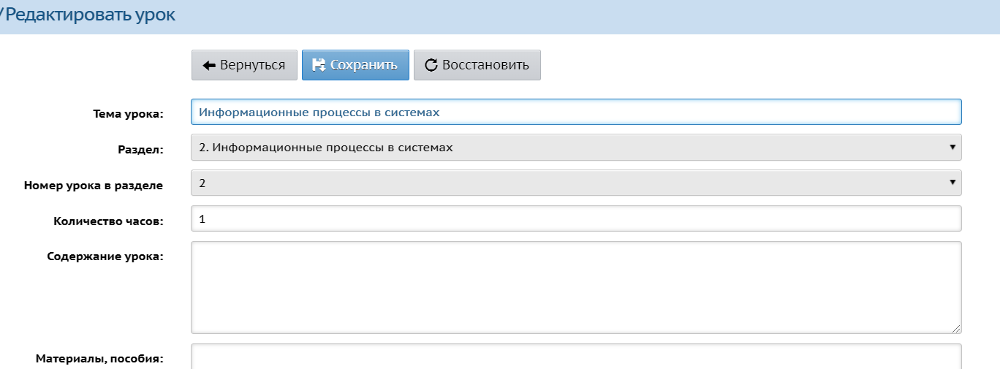 /Редактировать урок
Вернуться Сохранить Восстановить
Тема урока: Информационные процессы в системах
Раздел: 2. Информационные процессы в системах
Номер урока в разделе 2
Количество часов: 1
Содержание урока:
Материалы, пособия: